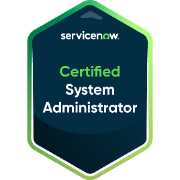 servicenow.
Certified
System
Administrator